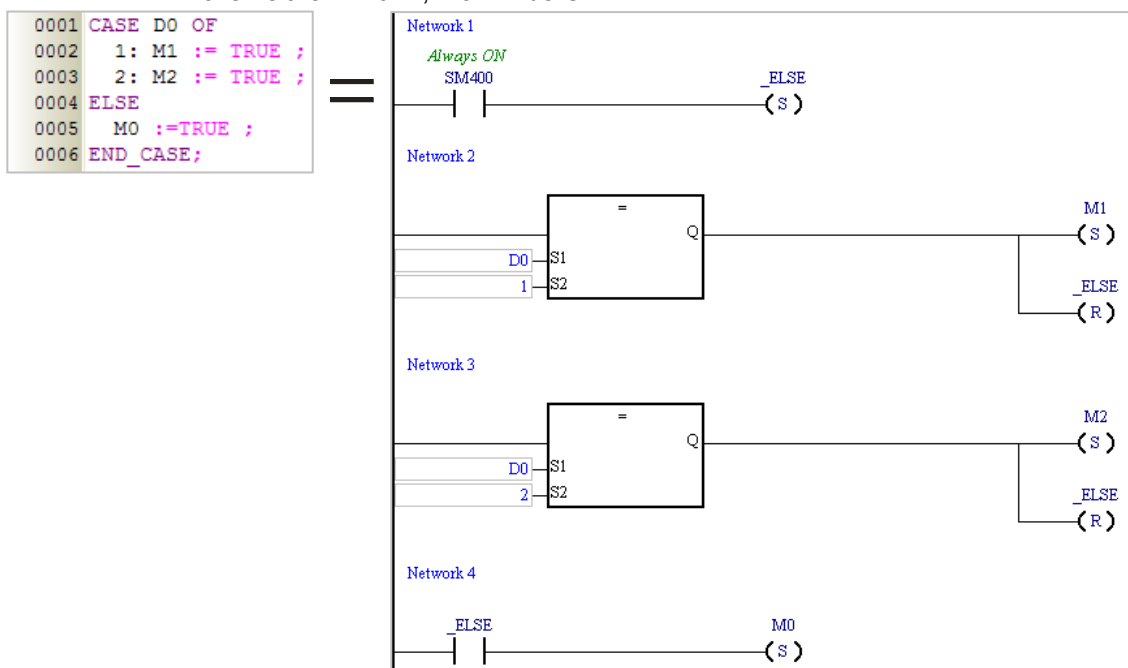 0001 CASE D0 OF
0002 1: M1 := TRUE ;
0003 2: M2 := TRUE ;
0004 ELSE
0005 M0 :=TRUE ;
0006 END_CASE;
=
Network 1
Always ON
SM400 _ELSE
S
Network 2
=
M1
Q
S
D0 S1
1 S2
_ELSE
R
Network 3
=
M2
Q
S
D0 S1
2 S2
_ELSE
R
Network 4
_ELSE M0
S